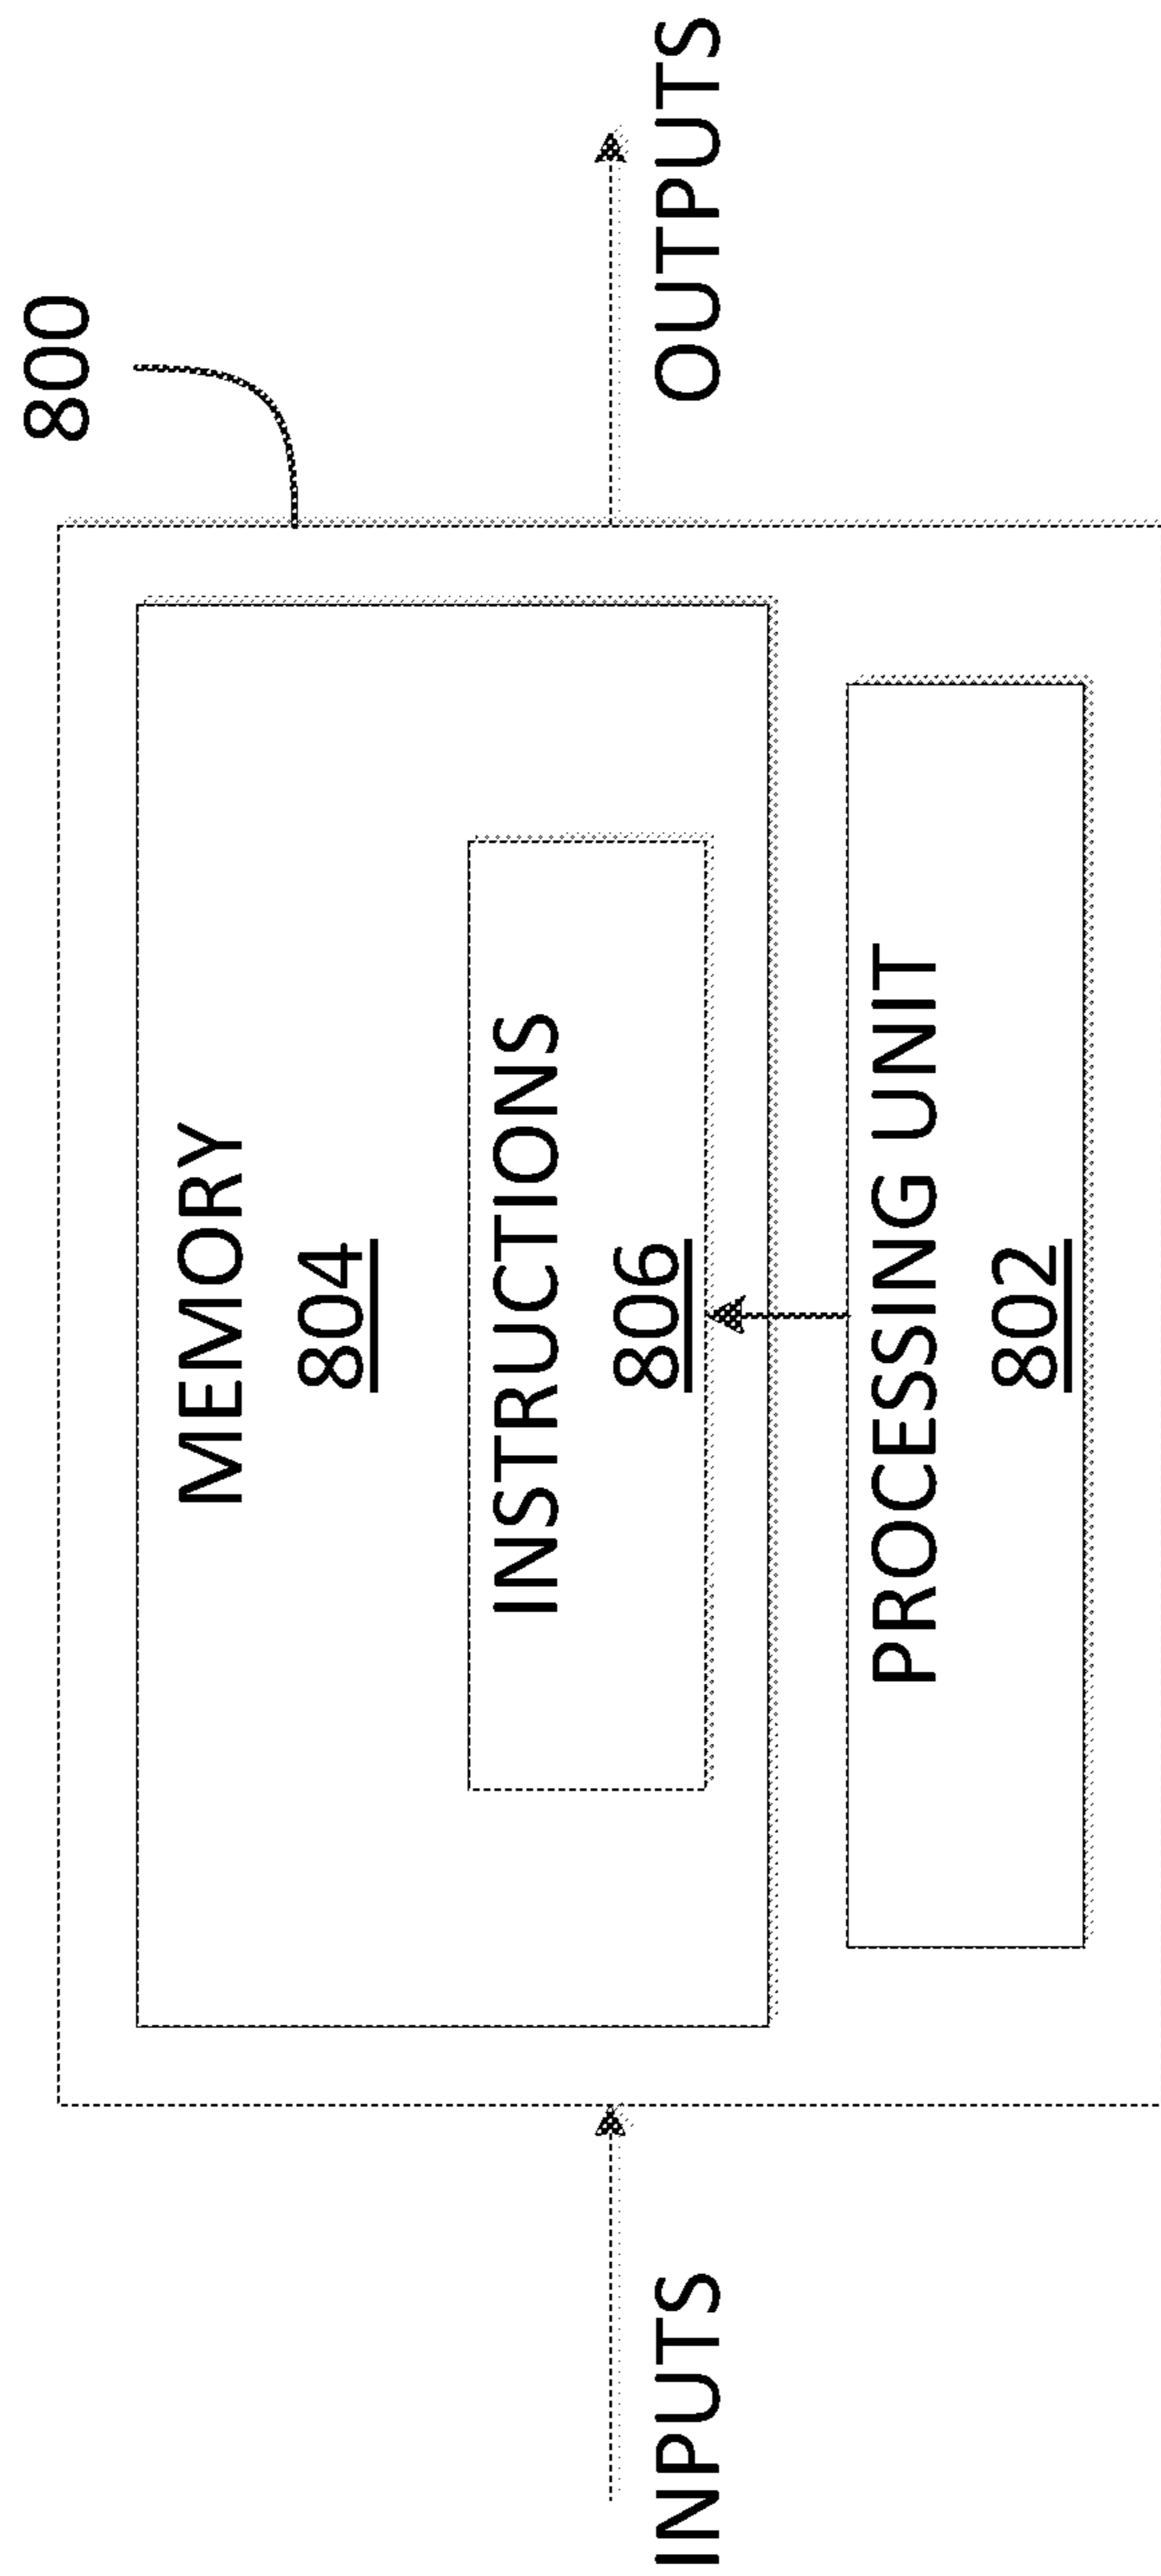 800
MEMORY
804
INSTRUCTIONS
806
INPUTS
OUTPUTS
PROCESSING UNIT
802